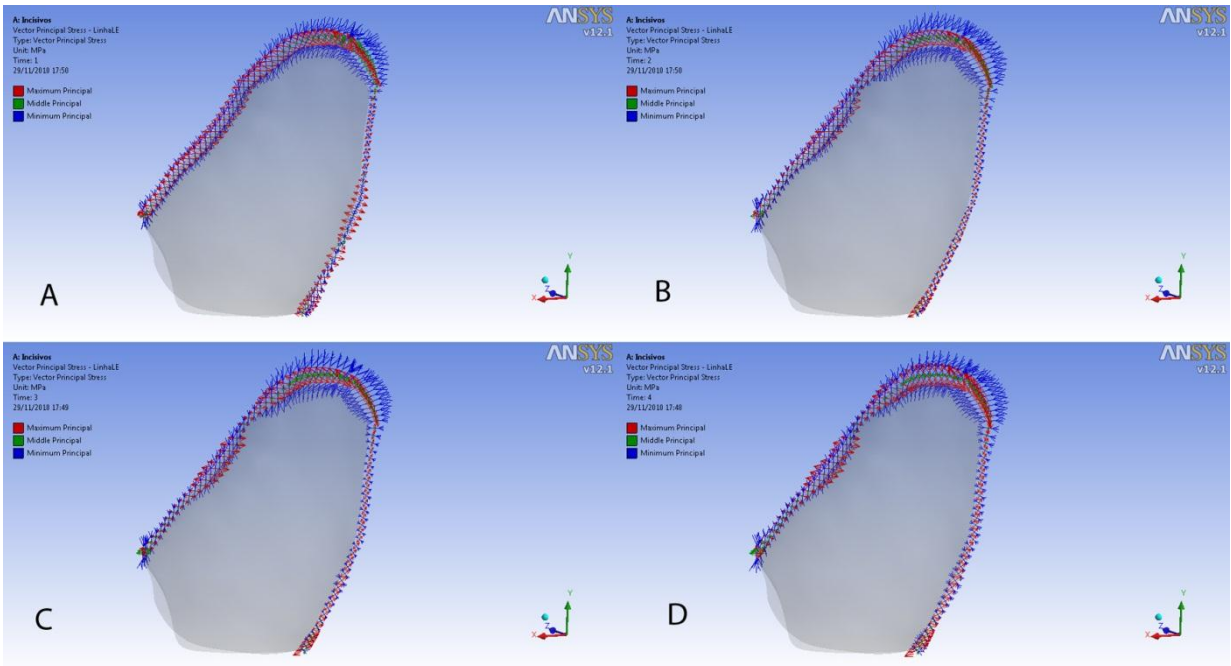 A: Incisivos
Vector Principal Stress - LinhaLE
Type: Vector Principal Stress
Unit: MPa
Time: 1
29/11/2010 17:50
Maximum Principal
Middle Principal
Minimum Principal
ANSYS
v12.1
A
Y
X
Z
A: Incisivos
Vector Principal Stress - LinhaLE
Type: Vector Principal Stress
Unit: MPa
Time: 2
29/11/2010 17:50
Maximum Principal
Middle Principal
Minimum Principal
ANSYS
v12.1
B
Y
X
Z
A: Incisivos
Vector Principal Stress - LinhaLE
Type: Vector Principal Stress
Unit: MPa
Time: 3
29/11/2010 17:49
Maximum Principal
Middle Principal
Minimum Principal
ANSYS
v12.1
C
Y
X
Z
A: Incisivos
Vector Principal Stress - LinhaLE
Type: Vector Principal Stress
Unit: MPa
Time: 4
29/11/2010 17:48
Maximum Principal
Middle Principal
Minimum Principal
ANSYS
v12.1
D
Y
X
Z